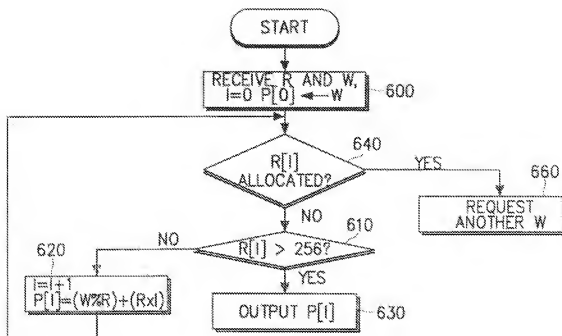 START
RECEIVE R AND W,
I=0 P[0] ← W
600
640
R[I]
ALLOCATED?
YES
660
REQUEST
ANOTHER W
NO
610
R[I] > 256?
NO
620
I=I+1
P[I]=(W%R)+(RxI)
YES
OUTPUT P[I]
630